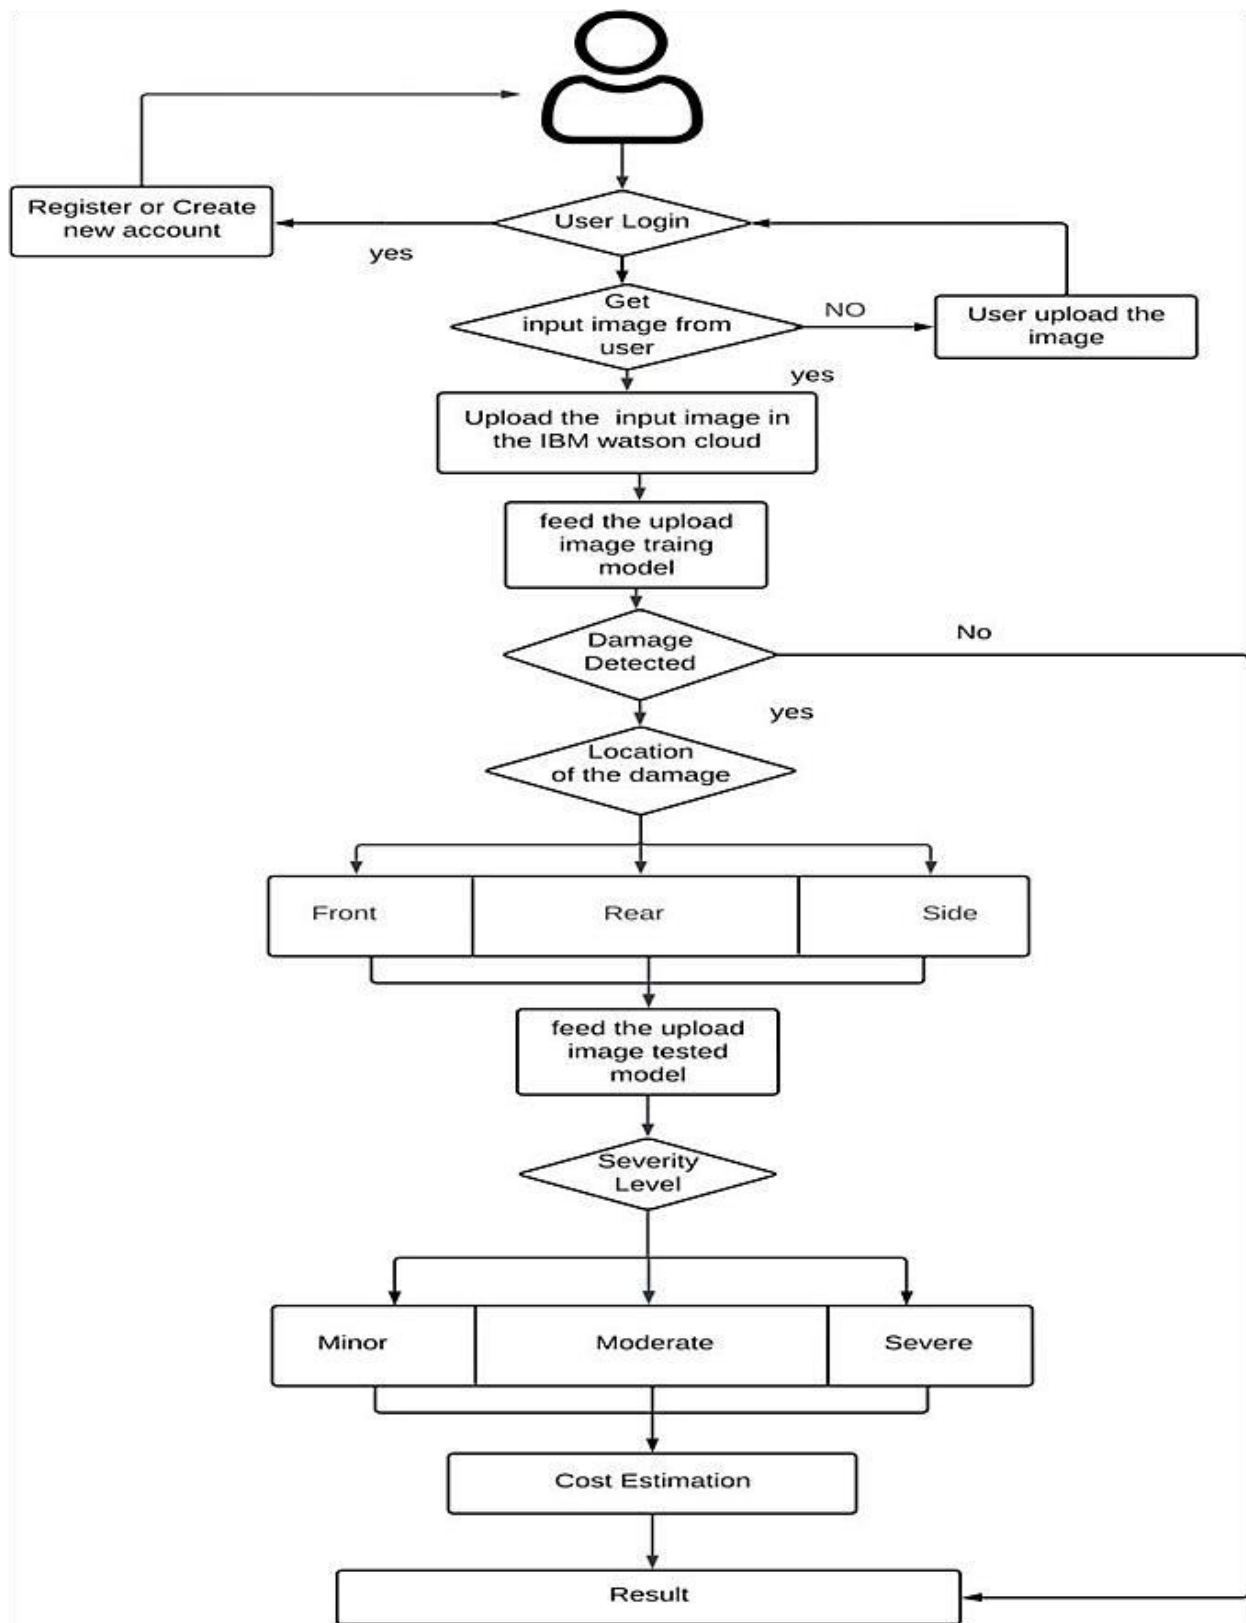 Register or Create
new account
User Login
yes
Get
input image from
user
NO
User upload the
image
yes
Upload the input image in
the IBM watson cloud
feed the upload
image traing
model
Damage
Detected
No
yes
Location
of the damage
Front
Rear
Side
feed the upload
image tested
model
Severity
Level
Minor
Moderate
Severe
Cost Estimation
Result